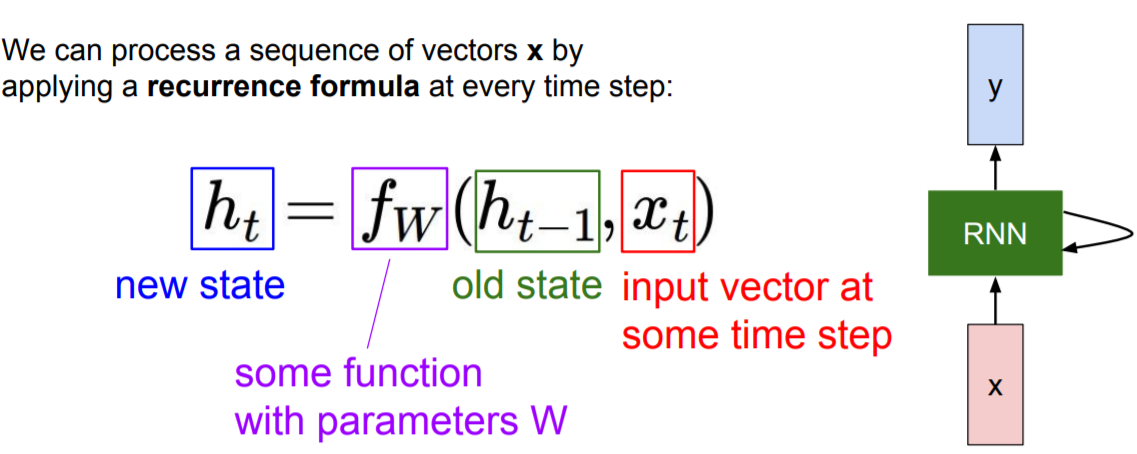 We can process a sequence of vectors x by
applying a recurrence formula at every time step:
y
h_t = f_W(h_{t-1}, x_t)
RNN
new state
old state
input vector at
some time step
some function
with parameters W
x